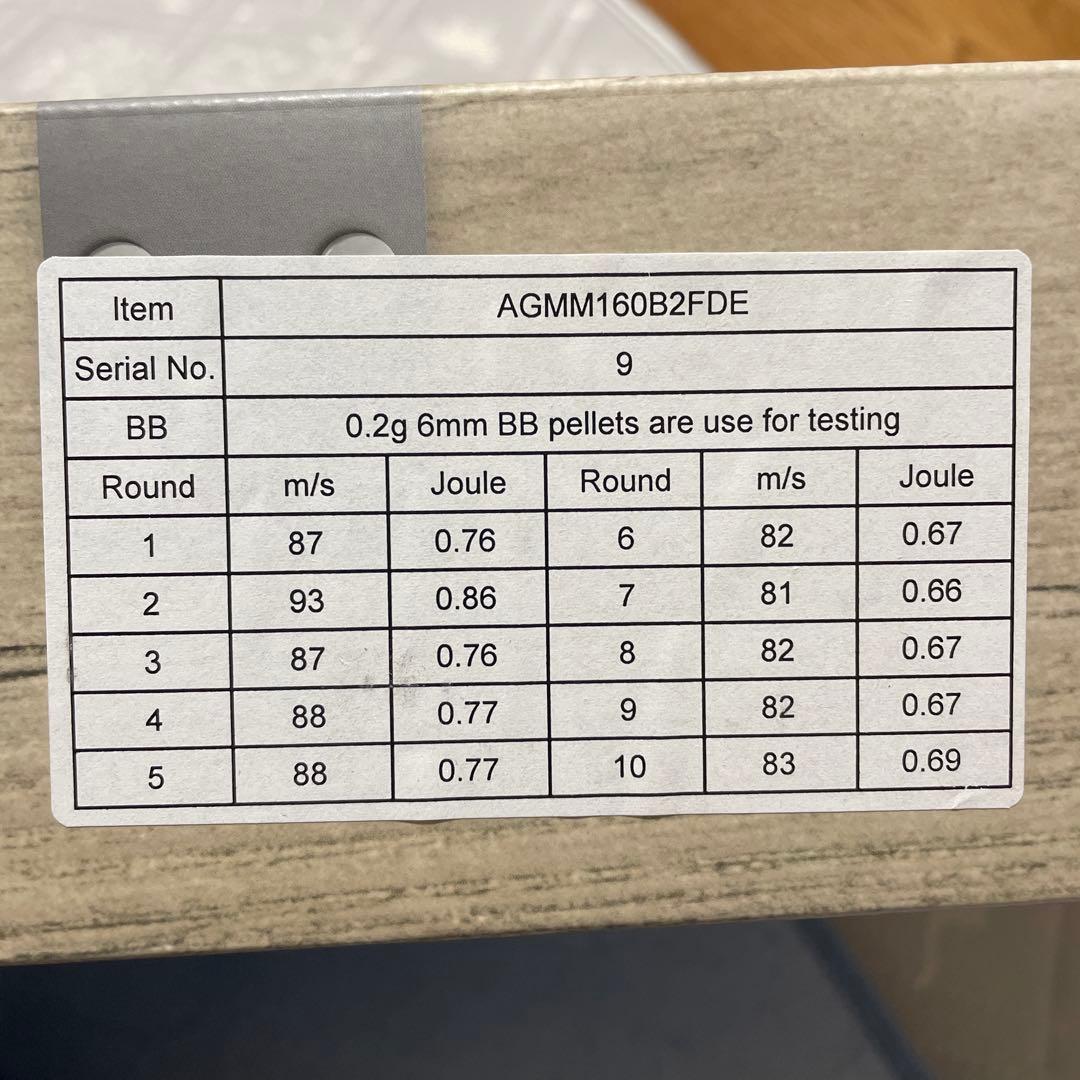 Item AGMM160B2FDE
Serial No. 9
BB 0.2g 6mm BB pellets are use for testing
Round m/s Joule Round m/s Joule
1 87 0.76 6 82 0.67
2 93 0.86 7 81 0.66
3 87 0.76 8 82 0.67
4 88 0.77 9 82 0.67
5 88 0.77 10 83 0.69